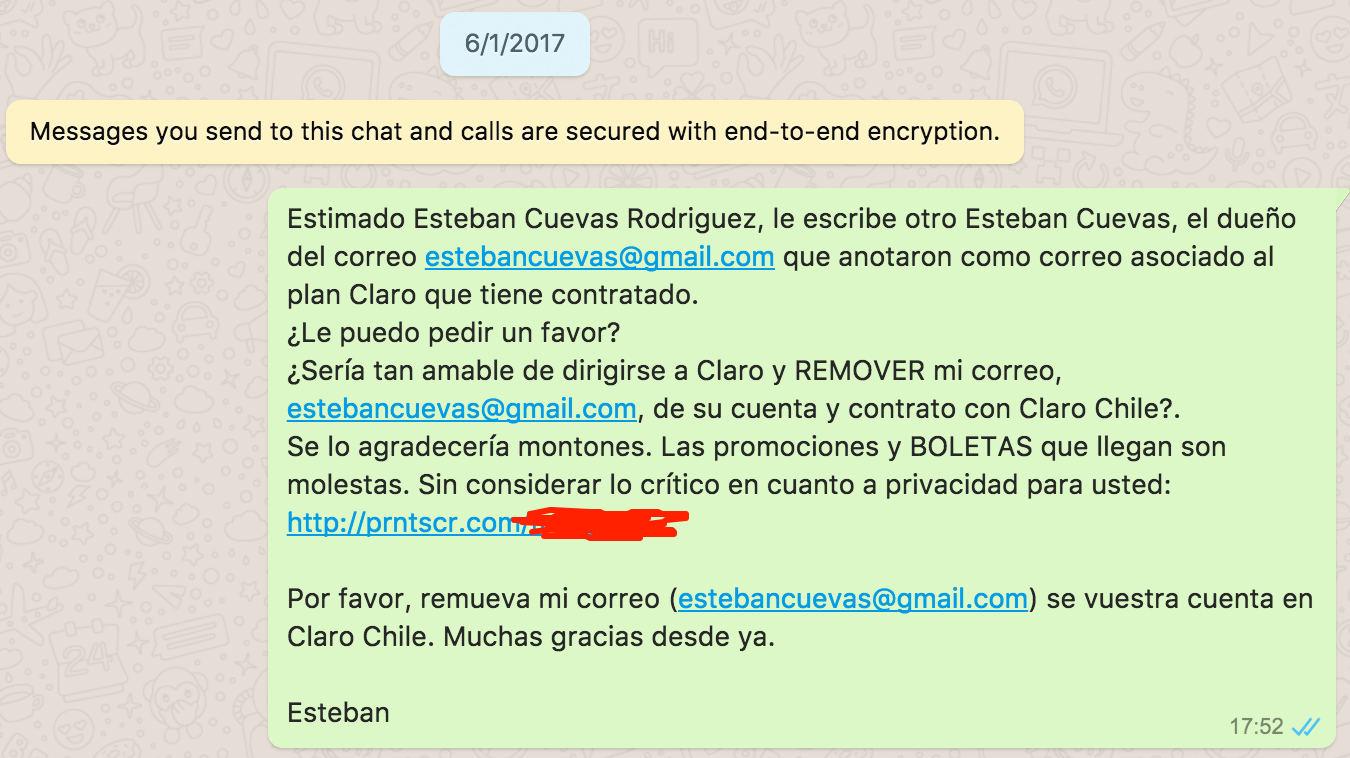 6/1/2017
Messages you send to this chat and calls are secured with end-to-end encryption.
Estimado Esteban Cuevas Rodriguez, le escribe otro Esteban Cuevas, el dueño
del correo estebancuevas@gmail.com que anotaron como correo asociado al
plan Claro que tiene contratado.
¿Le puedo pedir un favor?
¿Sería tan amable de dirigirse a Claro y REMOVER mi correo,
estebancuevas@gmail.com, de su cuenta y contrato con Claro Chile?.
Se lo agradecería montones. Las promociones y BOLETAS que llegan son
molestas. Sin considerar lo crítico en cuanto a privacidad para usted:
http://prntscr.com/
Por favor, remueva mi correo (estebancuevas@gmail.com) se vuestra cuenta en
Claro Chile. Muchas gracias desde ya.
Esteban
17:52